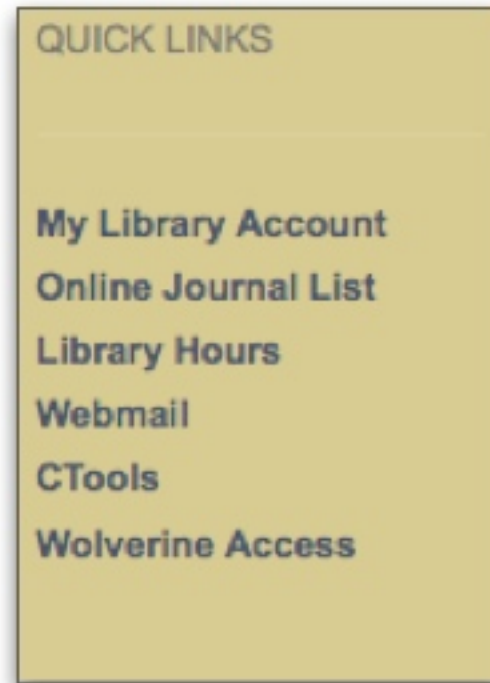 QUICK LINKS
My Library Account
Online Journal List
Library Hours
Webmail
CTools
Wolverine Access